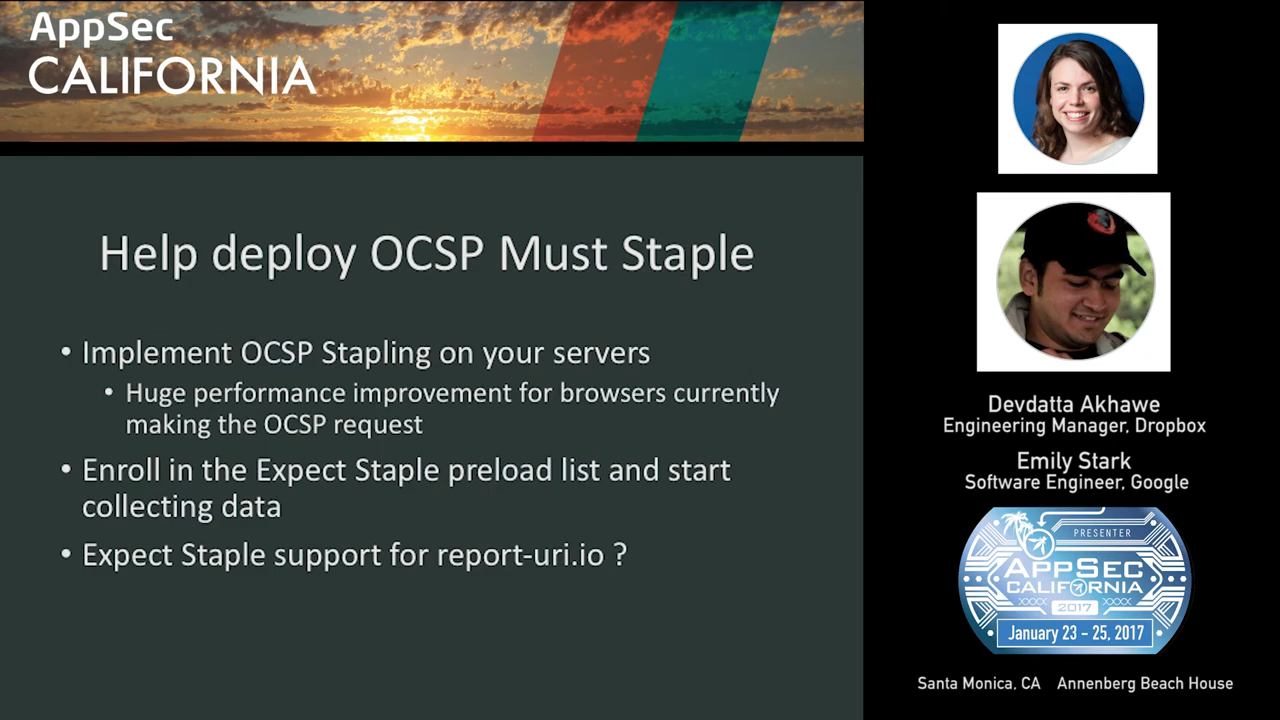 AppSec
CALIFORNIA
Help deploy OCSP Must Staple
• Implement OCSP Stapling on your servers
• Huge performance improvement for browsers currently
making the OCSP request
• Enroll in the Expect Staple preload list and start
collecting data
• Expect Staple support for report-uri.io ?
Devdatta Akhawe
Engineering Manager, Dropbox
Emily Stark
Software Engineer, Google
PRESENTER
APPSEC
CALIFORNIA
2017
January 23 - 25, 2017
Santa Monica, CA Annenberg Beach House